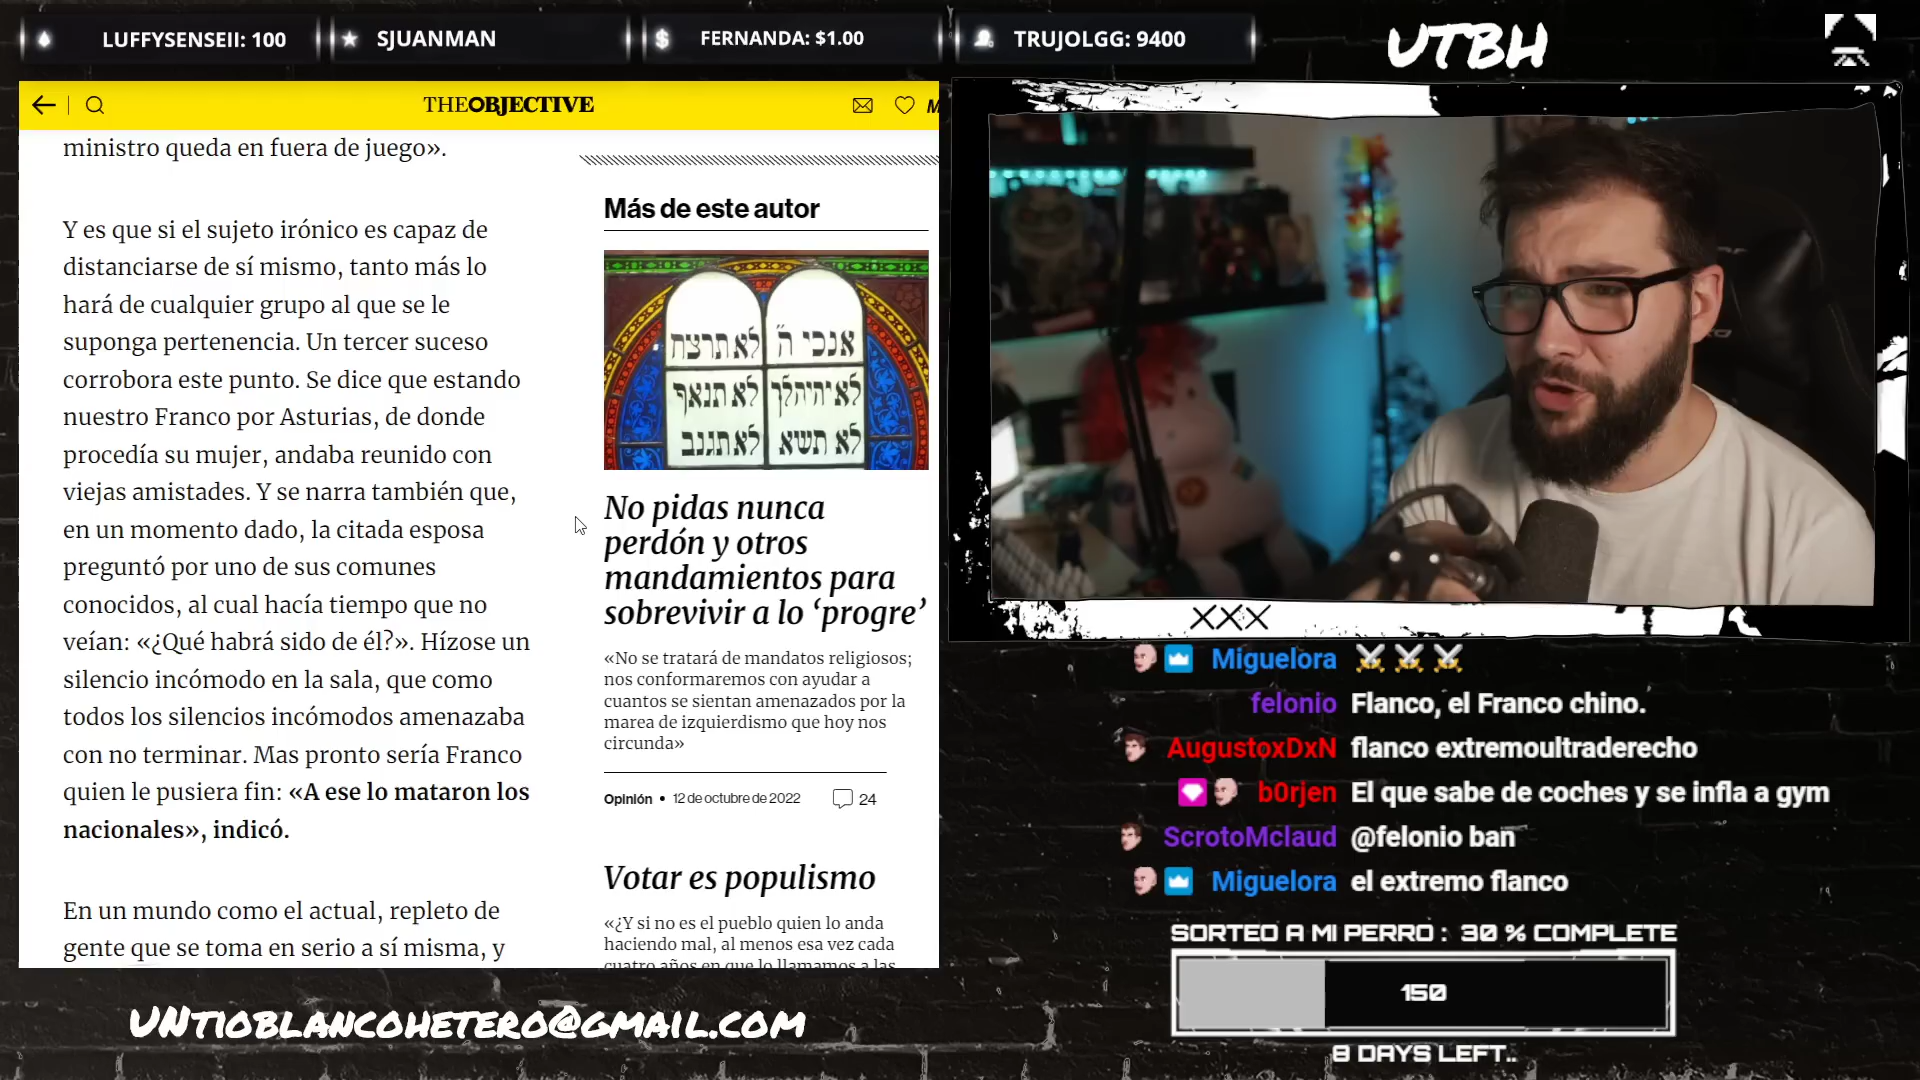 LUFFYSENSEII: 100
SJUANMAN
FERNANDA: $1.00
TRUJOLGG: 9400
UTBH
THEOBJECTIVE
ministro queda en fuera de juego».
Y es que si el sujeto irónico es capaz de
distanciarse de sí mismo, tanto más lo
hará de cualquier grupo al que se le
suponga pertenencia. Un tercer suceso
corrobora este punto. Se dice que estando
nuestro Franco por Asturias, de donde
procedía su mujer, andaba reunido con
viejas amistades. Y se narra también que,
en un momento dado, la citada esposa
preguntó por uno de sus comunes
conocidos, al cual hacía tiempo que no
veían: «¿Qué habrá sido de él?». Hízose un
silencio incómodo en la sala, que como
todos los silencios incómodos amenazaba
con no terminar. Mas pronto sería Franco
quien le pusiera fin: «A ese lo mataron los
nacionales», indicó.
En un mundo como el actual, repleto de
gente que se toma en serio a sí misma, y
Más de este autor
לא תרצח אנכי ה״
לא תנאף לא יהיה לך
לא תגנב לא תשא
No pidas nunca
perdón y otros
mandamientos para
sobrevivir a lo ‘progre’
«No se tratará de mandatos religiosos;
nos conformaremos con ayudar a
cuantos se sientan amenazados por la
marea de izquierdismo que hoy nos
circunda»
Opinión • 12 de octubre de 2022 24
Votar es populismo
«¿Y si no es el pueblo quien lo anda
haciendo mal, al menos esa vez cada
cuatro años en que lo llamamos a las
XXX
Miguelora
felonio Flanco, el Franco chino.
AugustoxDxN flanco extremoultraderecho
b0rjen El que sabe de coches y se infla a gym
ScrotoMclaud @felonio ban
Miguelora el extremo flanco
SORTEO A MI PERRO : 30 % COMPLETE
150
8 DAYS LEFT..
UNTIOBLANCOHETERO@GMAIL.COM